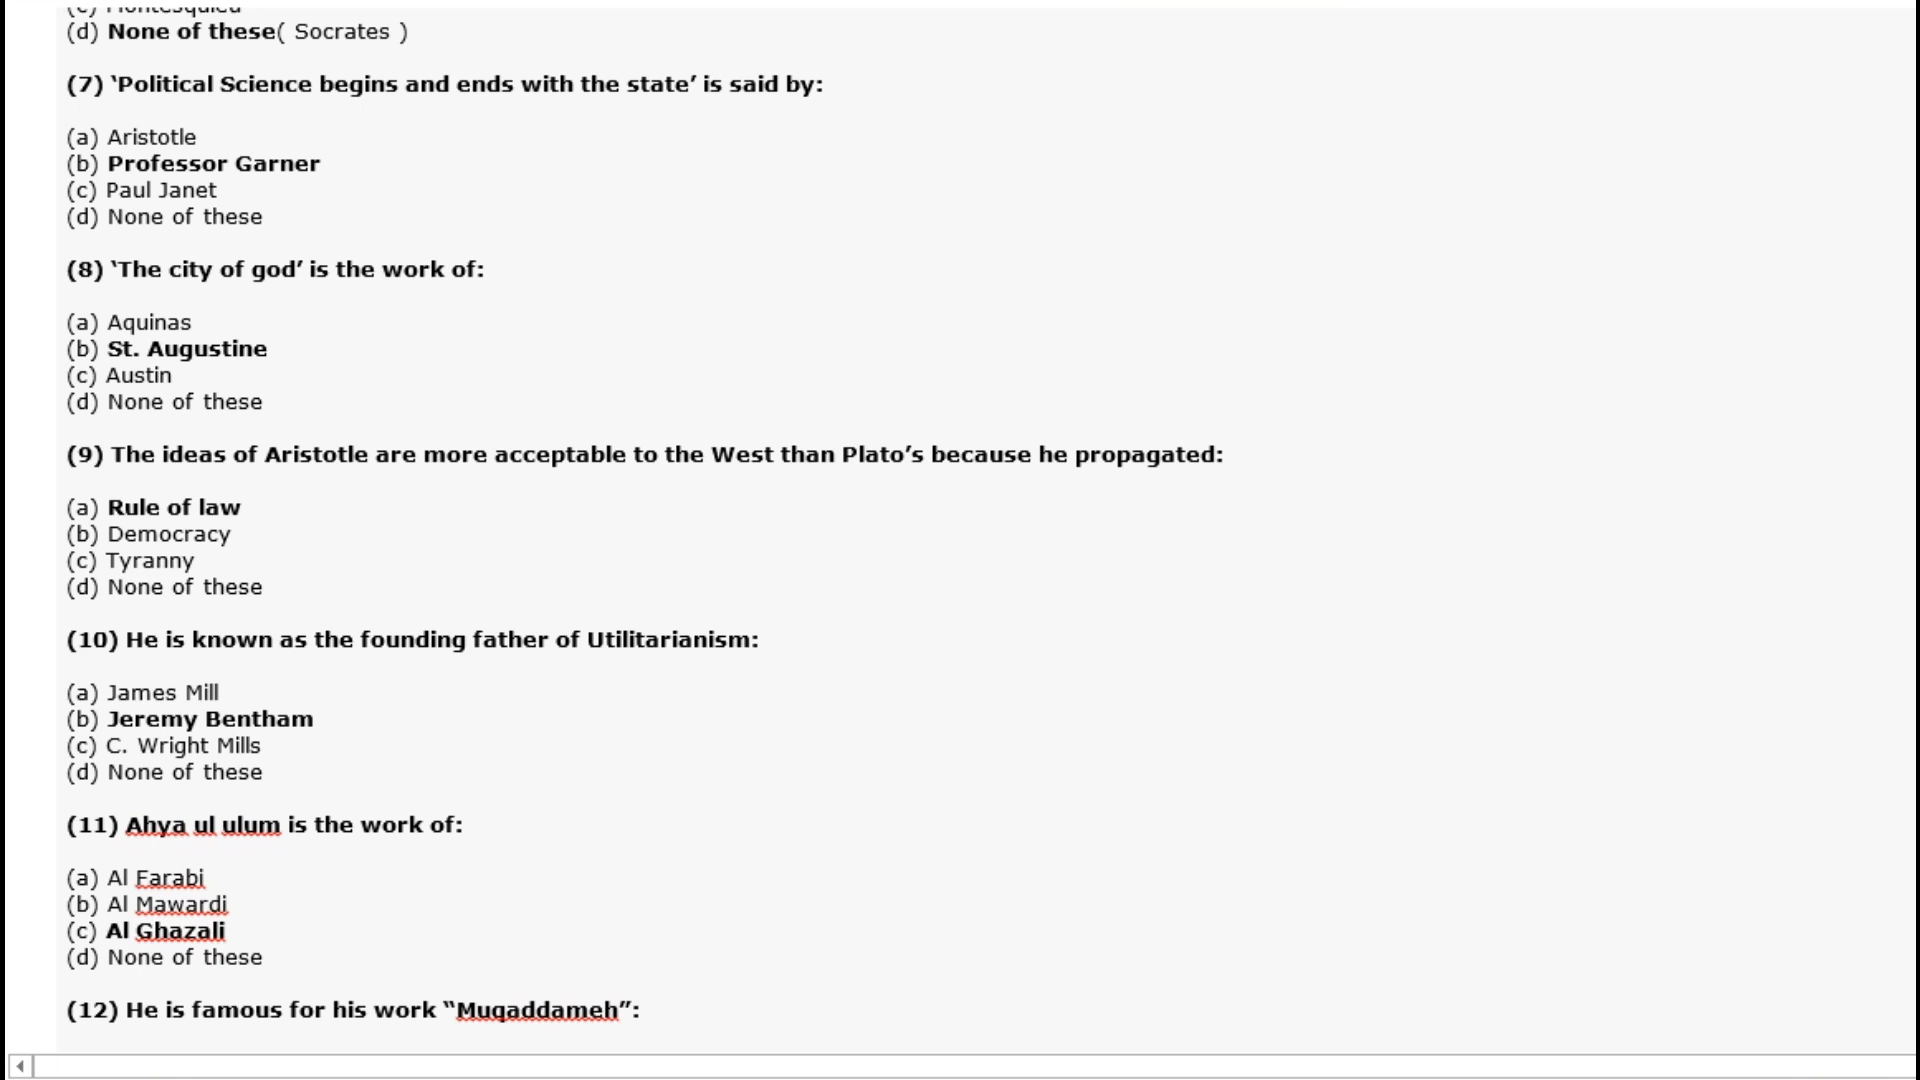 (d) None of these( Socrates )
(7) ‘Political Science begins and ends with the state’ is said by:
(a) Aristotle
(b) Professor Garner
(c) Paul Janet
(d) None of these
(8) ‘The city of god’ is the work of:
(a) Aquinas
(b) St. Augustine
(c) Austin
(d) None of these
(9) The ideas of Aristotle are more acceptable to the West than Plato’s because he propagated:
(a) Rule of law
(b) Democracy
(c) Tyranny
(d) None of these
(10) He is known as the founding father of Utilitarianism:
(a) James Mill
(b) Jeremy Bentham
(c) C. Wright Mills
(d) None of these
(11) Ahya ul ulum is the work of:
(a) Al Farabi
(b) Al Mawardi
(c) Al Ghazali
(d) None of these
(12) He is famous for his work “Muqaddameh”: